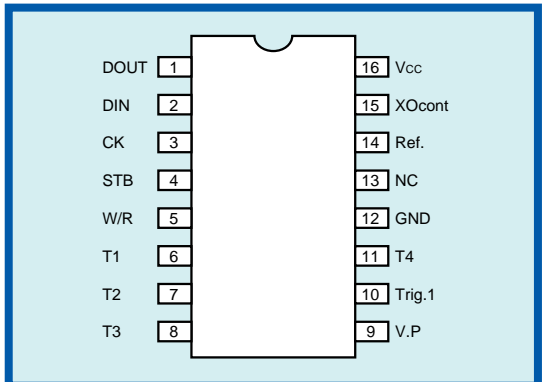 DOUT 1 16 Vcc
DIN 2 15 XOcont
CK 3 14 Ref.
STB 4 13 NC
W/R 5 12 GND
T1 6 11 T4
T2 7 10 Trig.1
T3 8 9 V.P